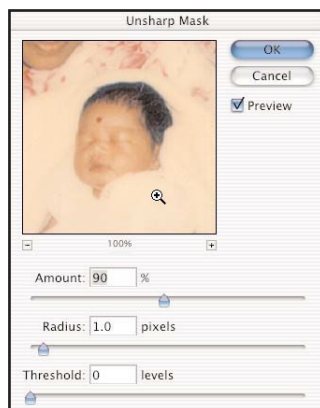 Unsharp Mask
OK
Cancel
Preview
100%
Amount: 90 %
Radius: 1.0 pixels
Threshold: 0 levels